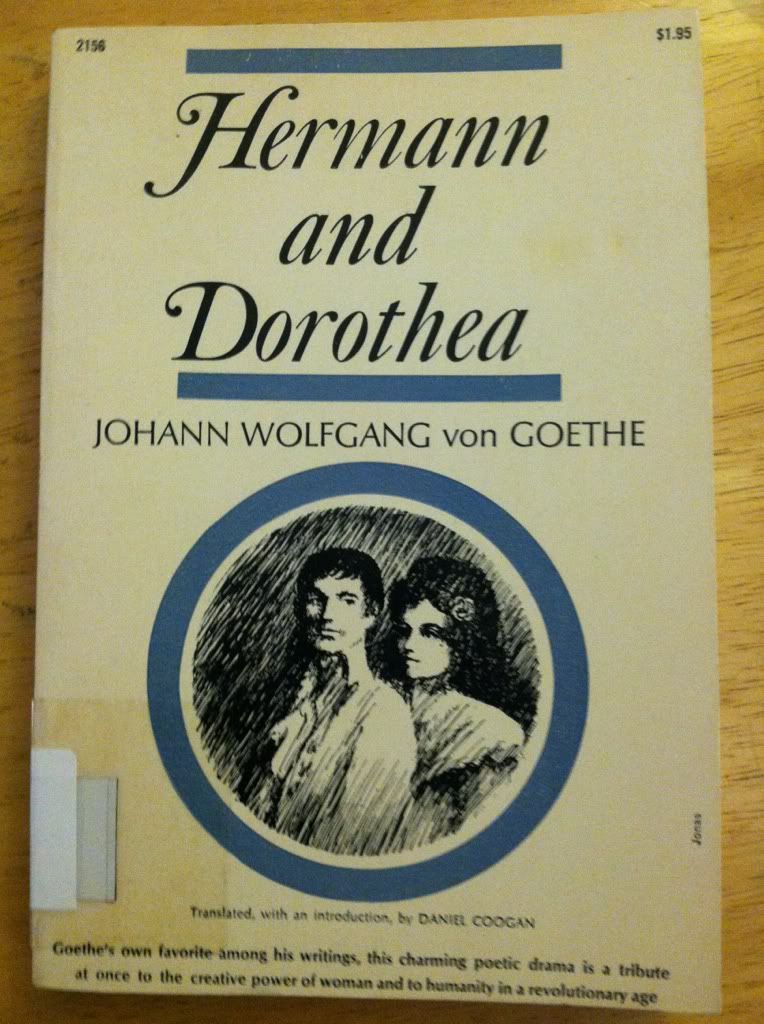 2156
$1.95
Hermann
and
Dorothea
JOHANN WOLFGANG von GOETHE
Jonas
Translated, with an introduction, by DANIEL COOGAN
Goethe's own favorite among his writings, this charming poetic drama is a tribute
at once to the creative power of woman and to humanity in a revolutionary age